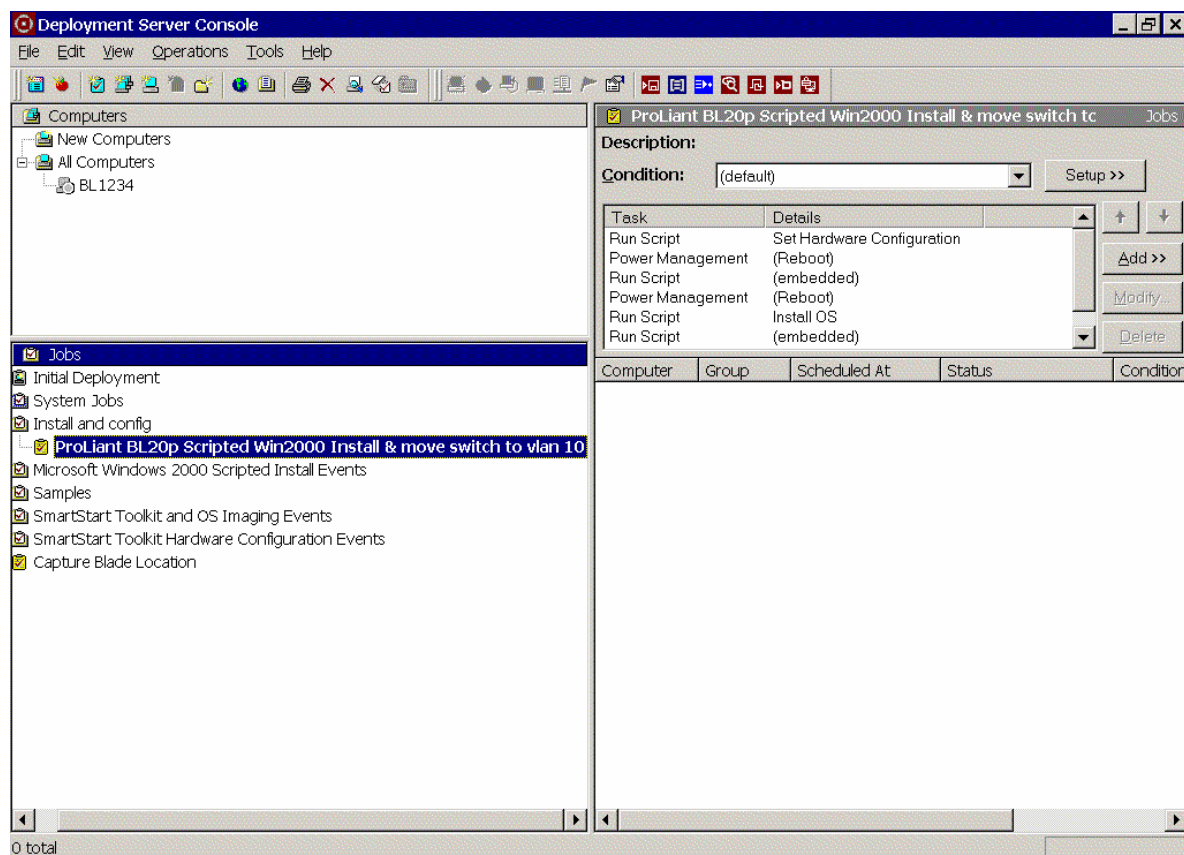 Deployment Server Console
File Edit View Operations Tools Help
Computers
New Computers
All Computers
BL1234
Jobs
Initial Deployment
System Jobs
Install and config
ProLiant BL20p Scripted Win2000 Install & move switch to vlan 10
Microsoft Windows 2000 Scripted Install Events
Samples
SmartStart Toolkit and OS Imaging Events
SmartStart Toolkit Hardware Configuration Events
Capture Blade Location
ProLiant BL20p Scripted Win2000 Install & move switch to Jobs
Description:
Condition: (default) Setup >>
Task Details
Run Script Set Hardware Configuration
Power Management (Reboot)
Run Script (embedded)
Power Management (Reboot)
Run Script Install OS
Run Script (embedded)
Add >>
Modify...
Delete
Computer Group Scheduled At Status Condition
0 total